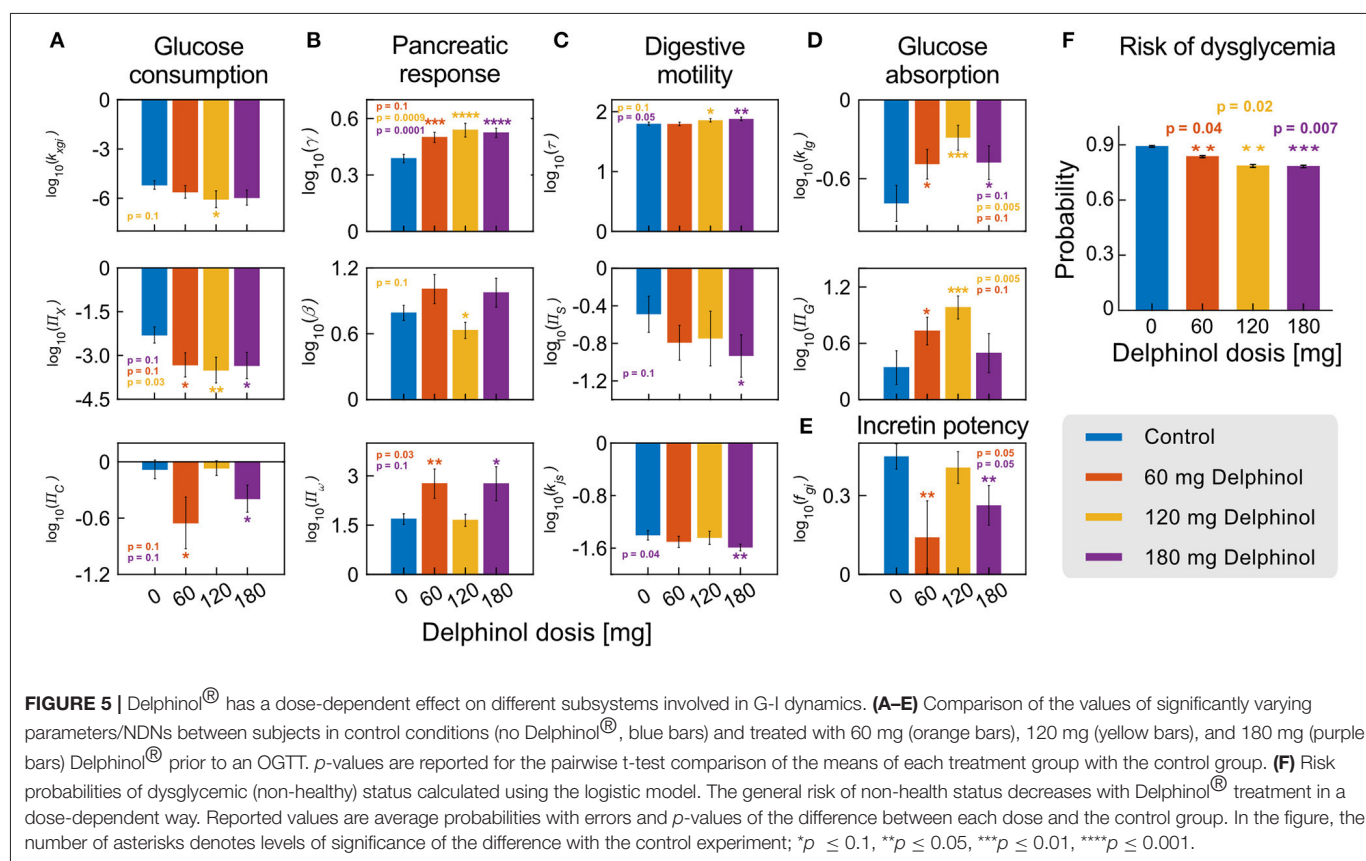 A
Glucose
consumption
0
-3
-6
log10(kxgl)
p = 0.1
*
0
-1.5
-3.0
-4.5
log10(ΠX)
p = 0.1
p = 0.1
p = 0.03
* ** *
0
-0.6
-1.2
log10(ΠC)
p = 0.1
p = 0.1
* *
0 60 120 180
B
Pancreatic
response
0.6
0.3
0
log10(γ)
p = 0.1
p = 0.0009
p = 0.0001
*** **** ****
1.2
0.6
0
log10(β)
p = 0.1
*
3
1.5
0
log10(Πω)
p = 0.03
p = 0.1
** *
0 60 120 180
C
Digestive
motility
2
1
0
log10(τ)
p = 0.1
p = 0.05
* **
0
-0.4
-0.8
-1.2
log10(ΠS)
p = 0.1
*
0
-0.8
-1.6
log10(kjs)
p = 0.04
**
0 60 120 180
D
Glucose
absorption
0
-0.6
log10(klg)
* *** *
p = 0.1
p = 0.005
p = 0.1
1.2
0.6
0
log10(ΠG)
p = 0.005
p = 0.1
* ***
E
Incretin potency
0.3
0
log10(fgi)
p = 0.05
p = 0.05
** **
0 60 120 180
Delphinol dosis [mg]
F
Risk of dysglycemia
p = 0.02
p = 0.04 p = 0.007
** ** ***
0.9
0.6
0.3
0
Probability
0 60 120 180
Delphinol dosis [mg]
Control
60 mg Delphinol
120 mg Delphinol
180 mg Delphinol
FIGURE 5 | Delphinol® has a dose-dependent effect on different subsystems involved in G-I dynamics. (A–E) Comparison of the values of significantly varying
parameters/NDNs between subjects in control conditions (no Delphinol®, blue bars) and treated with 60 mg (orange bars), 120 mg (yellow bars), and 180 mg (purple
bars) Delphinol® prior to an OGTT. p-values are reported for the pairwise t-test comparison of the means of each treatment group with the control group. (F) Risk
probabilities of dysglycemic (non-healthy) status calculated using the logistic model. The general risk of non-health status decreases with Delphinol® treatment in a
dose-dependent way. Reported values are average probabilities with errors and p-values of the difference between each dose and the control group. In the figure, the
number of asterisks denotes levels of significance of the difference with the control experiment; *p ≤ 0.1, **p ≤ 0.05, ***p ≤ 0.01, ****p ≤ 0.001.